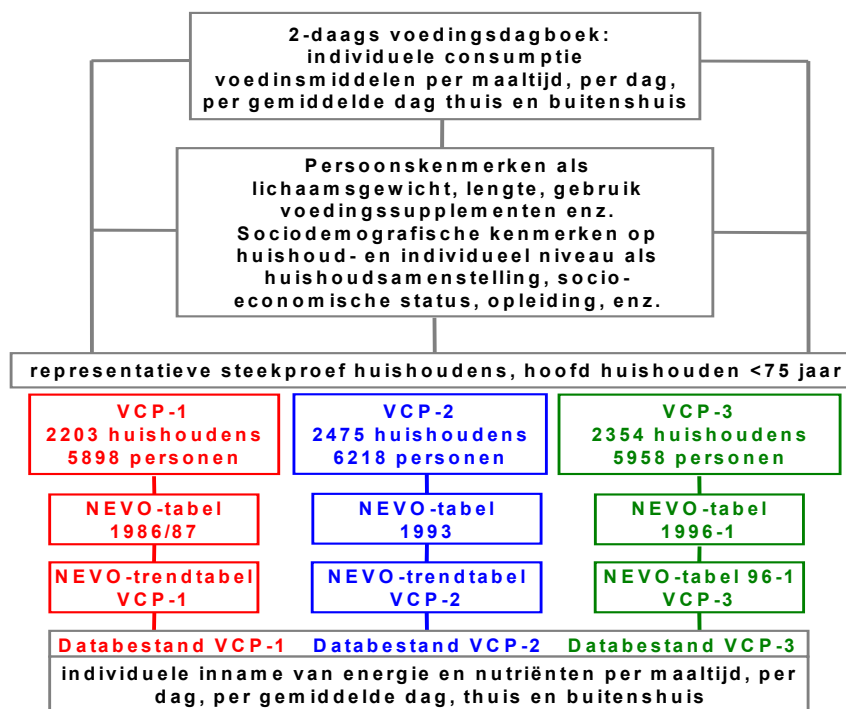 2-daags voedingsdagboek:
individuele consumptie
voedinsmiddelen per maaltijd, per dag,
per gemiddelde dag thuis en buitenshuis
Persoonskenmerken als
lichaamsgewicht, lengte, gebruik
voedingssupplementen enz.
Sociodemografische kenmerken op
huishoud- en individueel niveau als
huishoudsamenstelling, socio-
economische status, opleiding, enz.
representatieve steekproef huishoudens, hoofd huishouden <75 jaar
VCP-1
2203 huishoudens
5898 personen
VCP-2
2475 huishoudens
6218 personen
VCP-3
2354 huishoudens
5958 personen
NEVO-tabel
1986/87
NEVO-tabel
1993
NEVO-tabel
1996-1
NEVO-trendtabel
VCP-1
NEVO-trendtabel
VCP-2
NEVO-tabel 96-1
VCP-3
Databestand VCP-1 Databestand VCP-2 Databestand VCP-3
individuele inname van energie en nutriënten per maaltijd, per
dag, per gemiddelde dag, thuis en buitenshuis